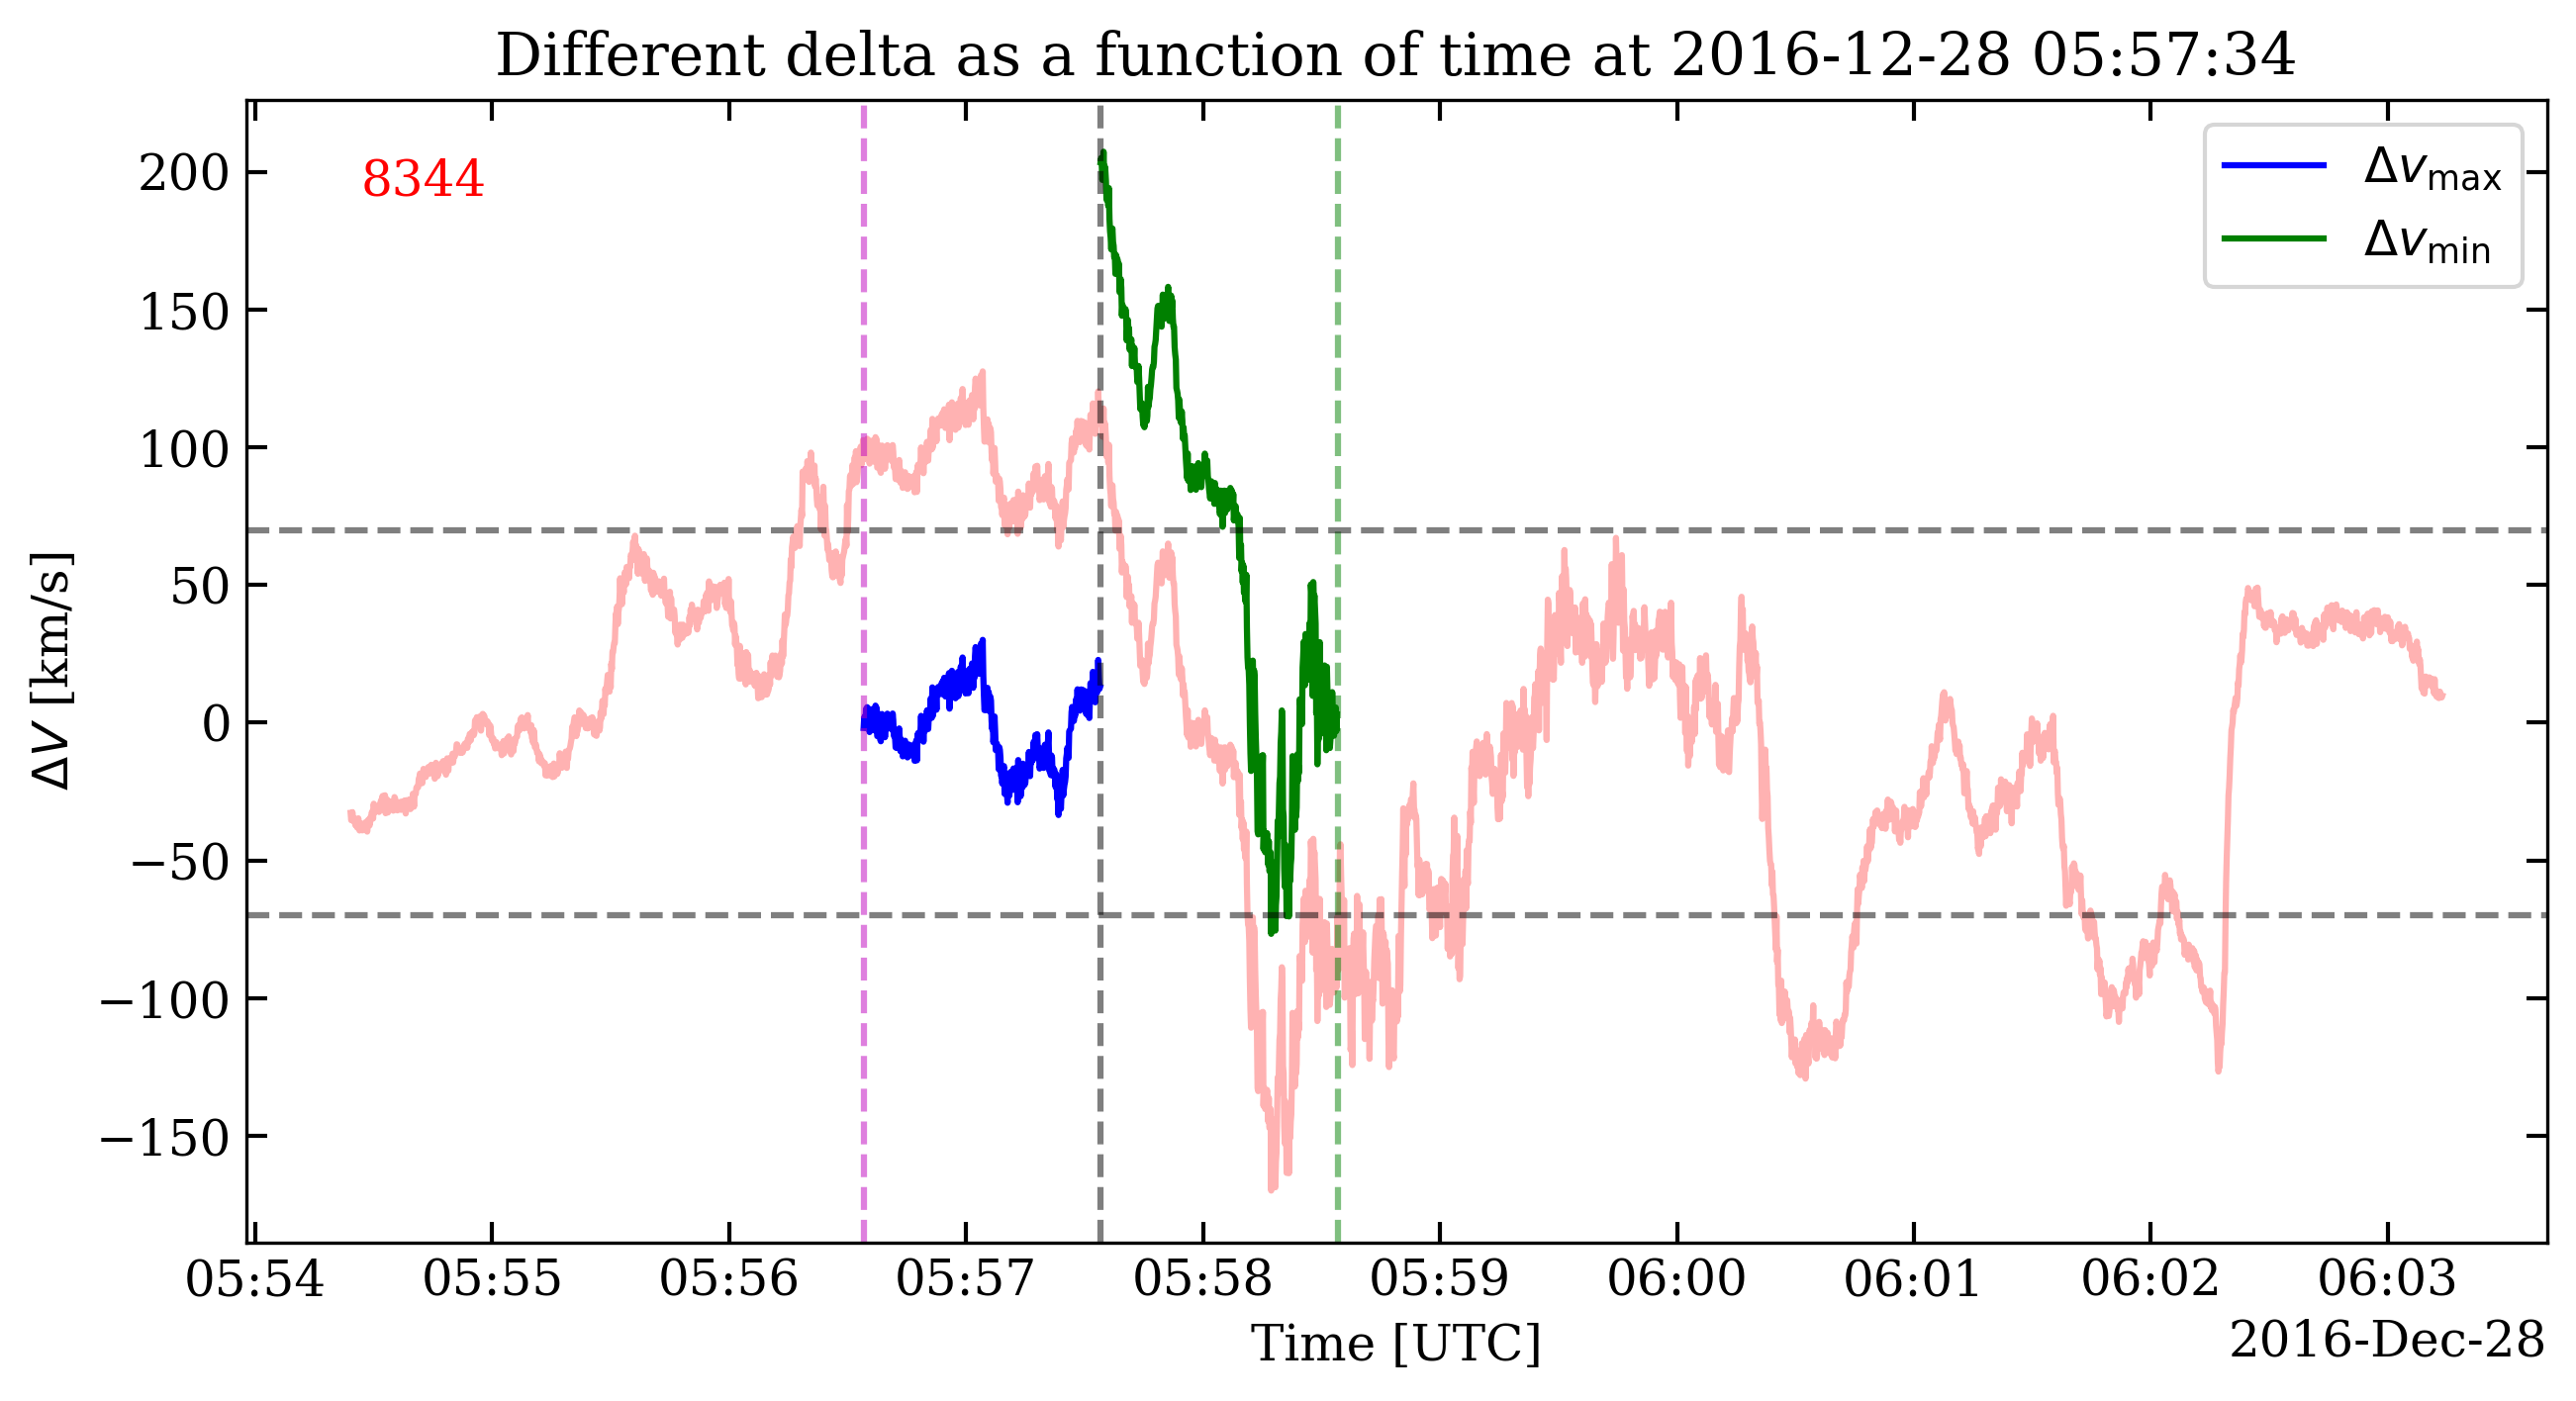 Different delta as a function of time at 2016-12-28 05:57:34
8344
Δv_max
Δv_min
200
150
100
50
0
−50
−100
−150
ΔV [km/s]
05:54 05:55 05:56 05:57 05:58 05:59 06:00 06:01 06:02 06:03
Time [UTC]
2016-Dec-28